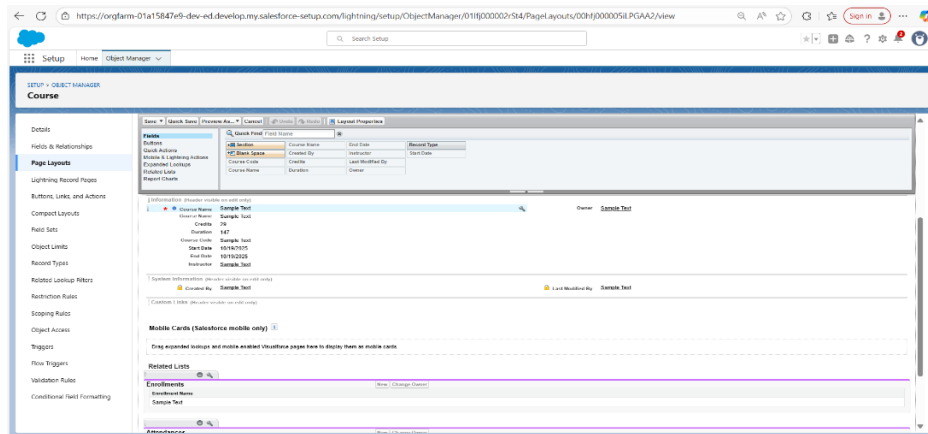 https://orgfarm-01a15847e9-dev-ed.develop.my.salesforce-setup.com/lightning/setup/ObjectManager/01Ifj000002rSt4/PageLayouts/00hfj000005iLPGAA2/view
Sign in
Search Setup
Setup Home Object Manager
SETUP > OBJECT MANAGER
Course
Details
Fields & Relationships
Page Layouts
Lightning Record Pages
Buttons, Links, and Actions
Compact Layouts
Field Sets
Object Limits
Record Types
Related Lookup Filters
Restriction Rules
Scoping Rules
Object Access
Triggers
Flow Triggers
Validation Rules
Conditional Field Formatting
Save Quick Save Preview As... Cancel Undo Redo Layout Properties
Fields
Buttons
Quick Actions
Mobile & Lightning Actions
Expanded Lookups
Related Lists
Report Charts
Quick Find Field Name
Section Course Name End Date Record Type
Blank Space Created By Instructor Start Date
Course Code Credits Last Modified By
Course Name Duration Owner
Information (Header visible on edit only)
Course Name Sample Text Owner Sample Text
Course Name Sample Text
Credits 79
Duration 147
Course Code Sample Text
Start Date 10/19/2025
End Date 10/19/2025
Instructor Sample Text
System Information (Header visible on edit only)
Created By Sample Text Last Modified By Sample Text
Custom Links (Header visible on edit only)
Mobile Cards (Salesforce mobile only)
Drag expanded lookups and mobile-enabled Visualforce pages here to display them as mobile cards.
Related Lists
Enrollments New Change Owner
Enrollment Name
Sample Text
Attendances New Change Owner